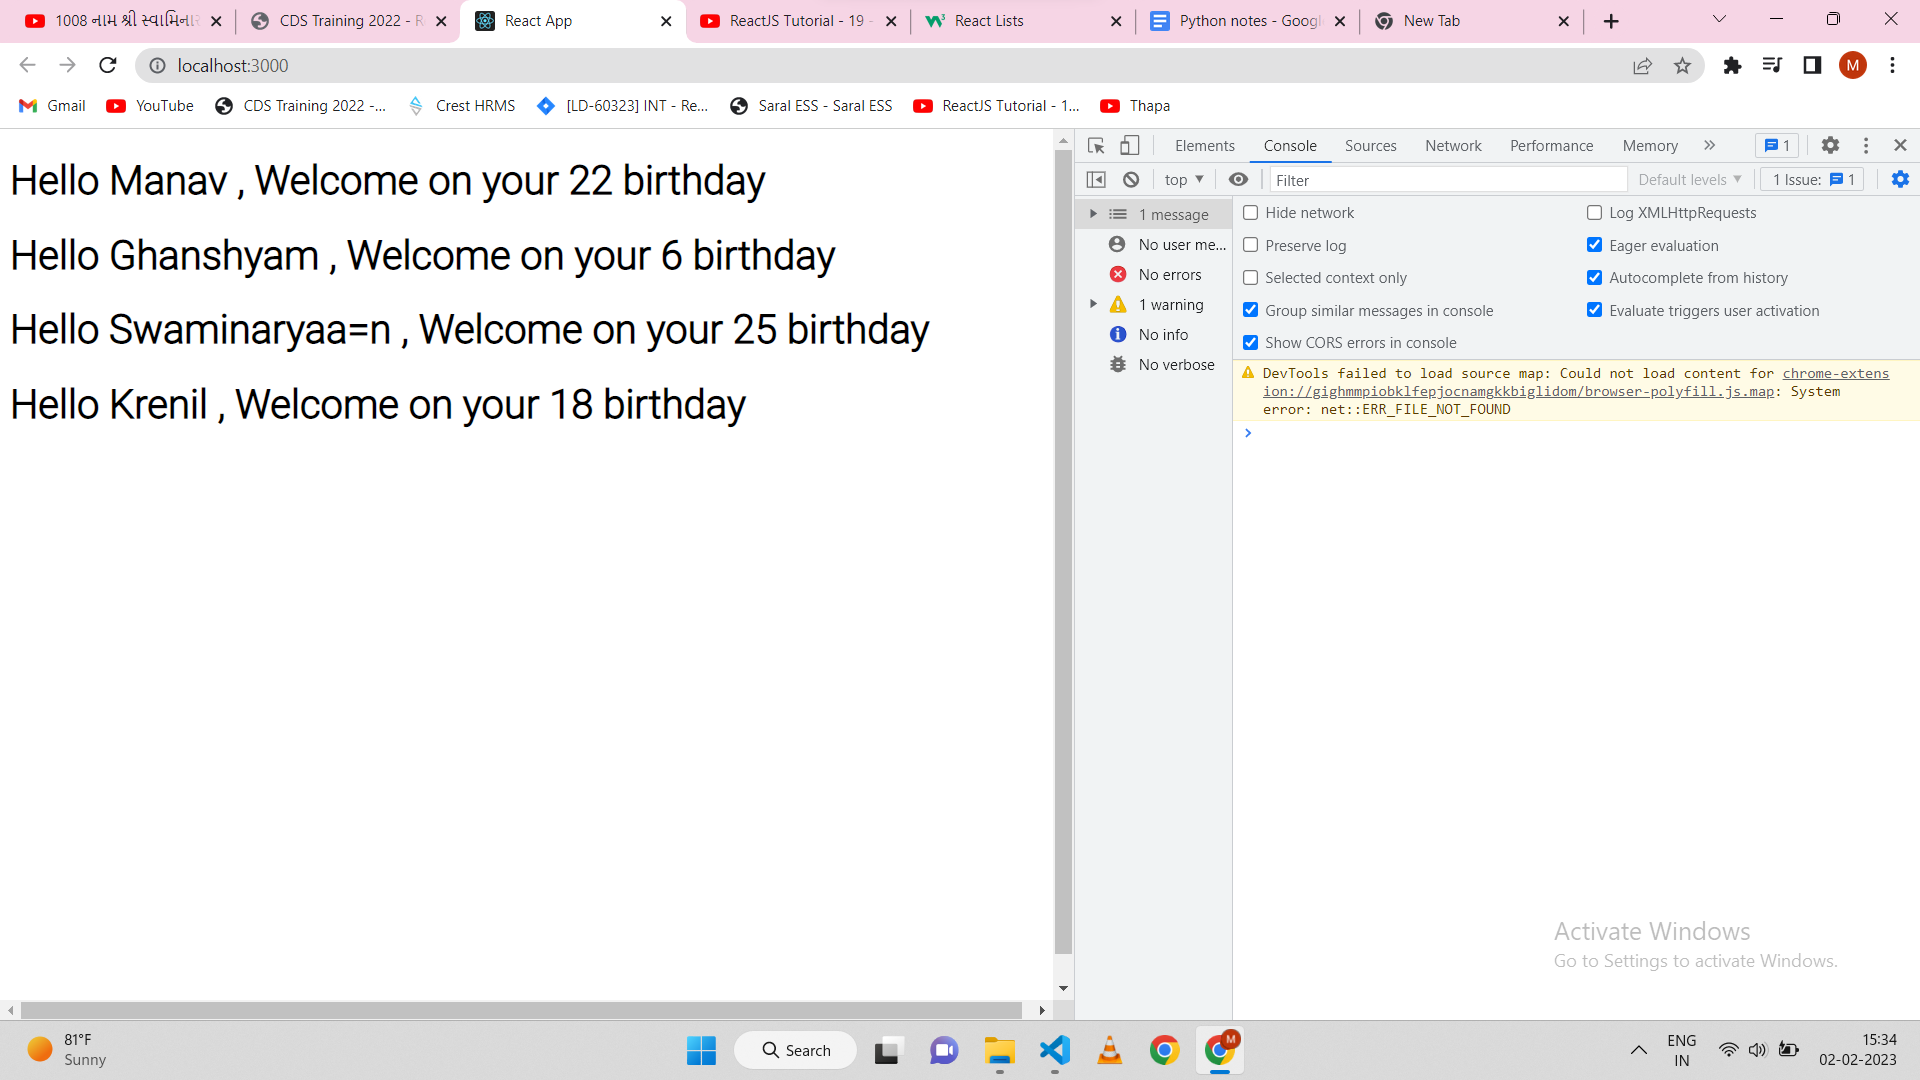 1008 નામ શ્રી સ્વામિનાર
CDS Training 2022 - R
React App
ReactJS Tutorial - 19 -
React Lists
Python notes - Google
New Tab
localhost:3000
M
Gmail
YouTube
CDS Training 2022 -...
Crest HRMS
[LD-60323] INT - Re...
Saral ESS - Saral ESS
ReactJS Tutorial - 1...
Thapa
Hello Manav , Welcome on your 22 birthday
Hello Ghanshyam , Welcome on your 6 birthday
Hello Swaminaryaa=n , Welcome on your 25 birthday
Hello Krenil , Welcome on your 18 birthday
Elements Console Sources Network Performance Memory » 1
top Filter Default levels 1 Issue: 1
1 message
No user me...
No errors
1 warning
No info
No verbose
Hide network Log XMLHttpRequests
Preserve log Eager evaluation
Selected context only Autocomplete from history
Group similar messages in console Evaluate triggers user activation
Show CORS errors in console
DevTools failed to load source map: Could not load content for chrome-extens
ion://gighmmpiobklfepjocnamgkkbiglidom/browser-polyfill.js.map: System
error: net::ERR_FILE_NOT_FOUND
Activate Windows
Go to Settings to activate Windows.
81°F
Sunny
Search
M
ENG
IN
15:34
02-02-2023